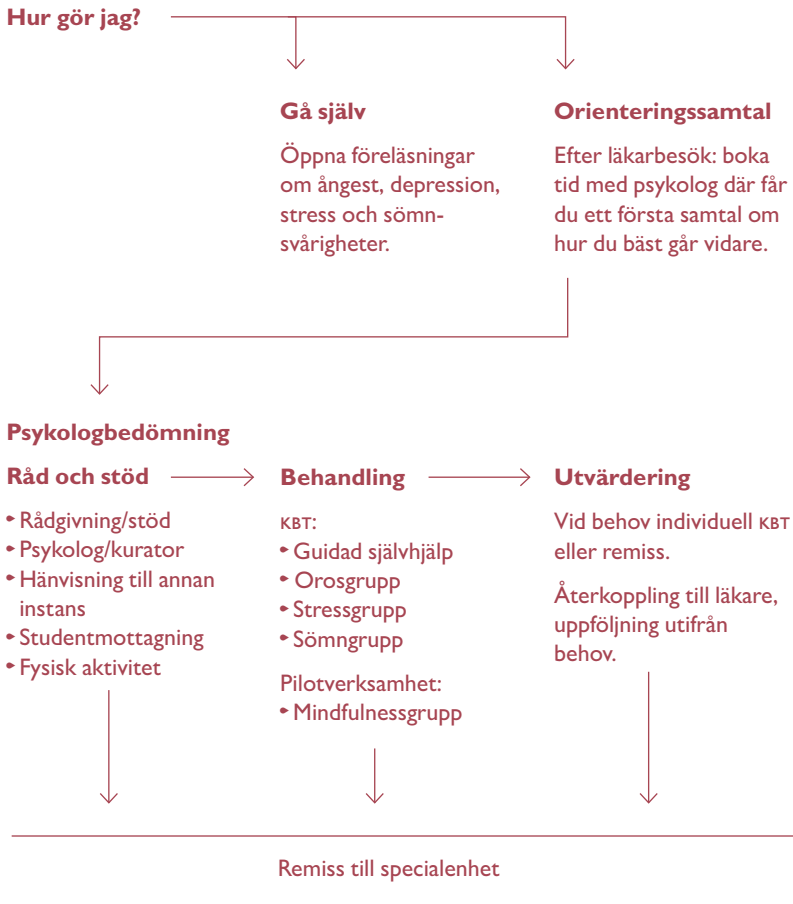 Hur gör jag?
Gå själv
Öppna föreläsningar
om ångest, depression,
stress och sömn-
svårigheter.
Orienteringssamtal
Efter läkarbesök: boka
tid med psykolog där får
du ett första samtal om
hur du bäst går vidare.
Psykologbedömning
Råd och stöd
• Rådgivning/stöd
• Psykolog/kurator
• Hänvisning till annan
instans
• Studentmottagning
• Fysisk aktivitet
Behandling
KBT:
• Guidad självhjälp
• Orosgrupp
• Stressgrupp
• Sömngrupp
Pilotverksamhet:
• Mindfulnessgrupp
Utvärdering
Vid behov individuell KBT
eller remiss.
Återkoppling till läkare,
uppföljning utifrån
behov.
Remiss till specialenhet